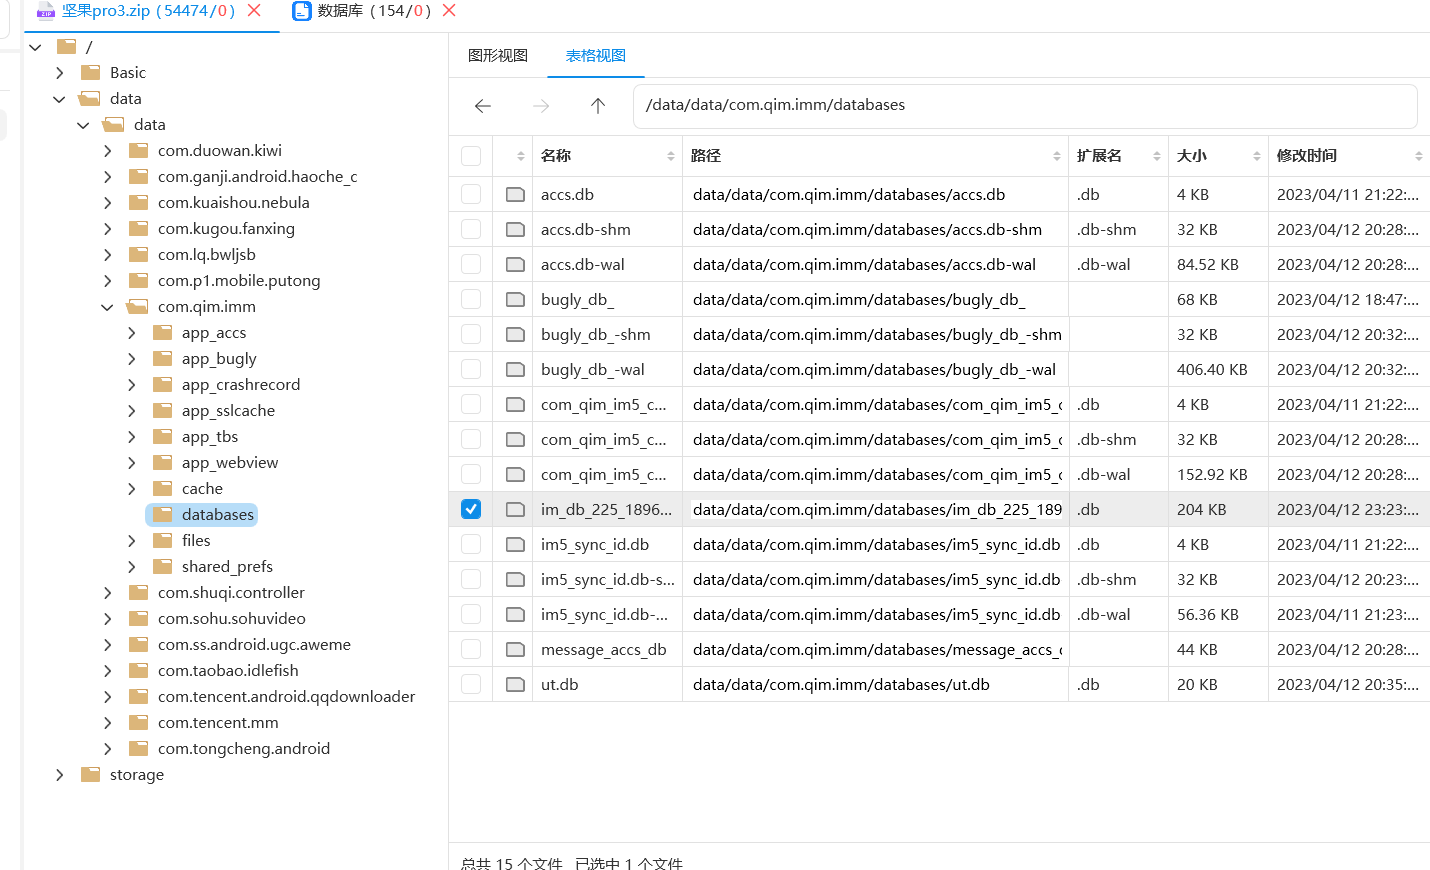 坚果pro3.zip (54474/0)
数据库 (154/0)
/
Basic
data
data
com.duowan.kiwi
com.ganji.android.haoche_c
com.kuaishou.nebula
com.kugou.fanxing
com.lq.bwljsb
com.p1.mobile.putong
com.qim.imm
app_accs
app_bugly
app_crashrecord
app_sslcache
app_tbs
app_webview
cache
databases
files
shared_prefs
com.shuqi.controller
com.sohu.sohuvideo
com.ss.android.ugc.aweme
com.taobao.idlefish
com.tencent.android.qqdownloader
com.tencent.mm
com.tongcheng.android
storage
图形视图 表格视图
/data/data/com.qim.imm/databases
名称 路径 扩展名 大小 修改时间
accs.db data/data/com.qim.imm/databases/accs.db .db 4 KB 2023/04/11 21:22:...
accs.db-shm data/data/com.qim.imm/databases/accs.db-shm .db-shm 32 KB 2023/04/12 20:28:...
accs.db-wal data/data/com.qim.imm/databases/accs.db-wal .db-wal 84.52 KB 2023/04/12 20:28:...
bugly_db_ data/data/com.qim.imm/databases/bugly_db_ 68 KB 2023/04/12 18:47:...
bugly_db_-shm data/data/com.qim.imm/databases/bugly_db_-shm 32 KB 2023/04/12 20:32:...
bugly_db_-wal data/data/com.qim.imm/databases/bugly_db_-wal 406.40 KB 2023/04/12 20:32:...
com_qim_im5_c... data/data/com.qim.imm/databases/com_qim_im5_c .db 4 KB 2023/04/11 21:22:...
com_qim_im5_c... data/data/com.qim.imm/databases/com_qim_im5_c .db-shm 32 KB 2023/04/12 20:28:...
com_qim_im5_c... data/data/com.qim.imm/databases/com_qim_im5_c .db-wal 152.92 KB 2023/04/12 20:28:...
im_db_225_1896... data/data/com.qim.imm/databases/im_db_225_189 .db 204 KB 2023/04/12 23:23:...
im5_sync_id.db data/data/com.qim.imm/databases/im5_sync_id.db .db 4 KB 2023/04/11 21:22:...
im5_sync_id.db-s... data/data/com.qim.imm/databases/im5_sync_id.db .db-shm 32 KB 2023/04/12 20:23:...
im5_sync_id.db-... data/data/com.qim.imm/databases/im5_sync_id.db .db-wal 56.36 KB 2023/04/11 21:23:...
message_accs_db data/data/com.qim.imm/databases/message_accs_c 44 KB 2023/04/12 20:28:...
ut.db data/data/com.qim.imm/databases/ut.db .db 20 KB 2023/04/12 20:35:...
总共 15 个文件 已选中 1 个文件